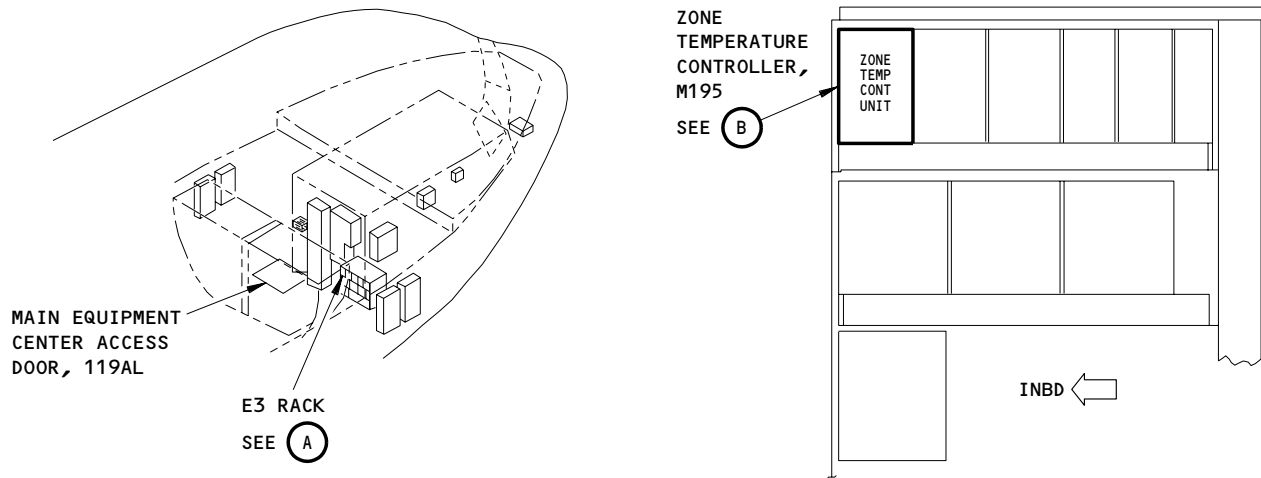 MAIN EQUIPMENT
CENTER ACCESS
DOOR, 119AL
E3 RACK
SEE A
ZONE
TEMPERATURE
CONTROLLER,
M195
SEE B
ZONE
TEMP
CONT
UNIT
INBD